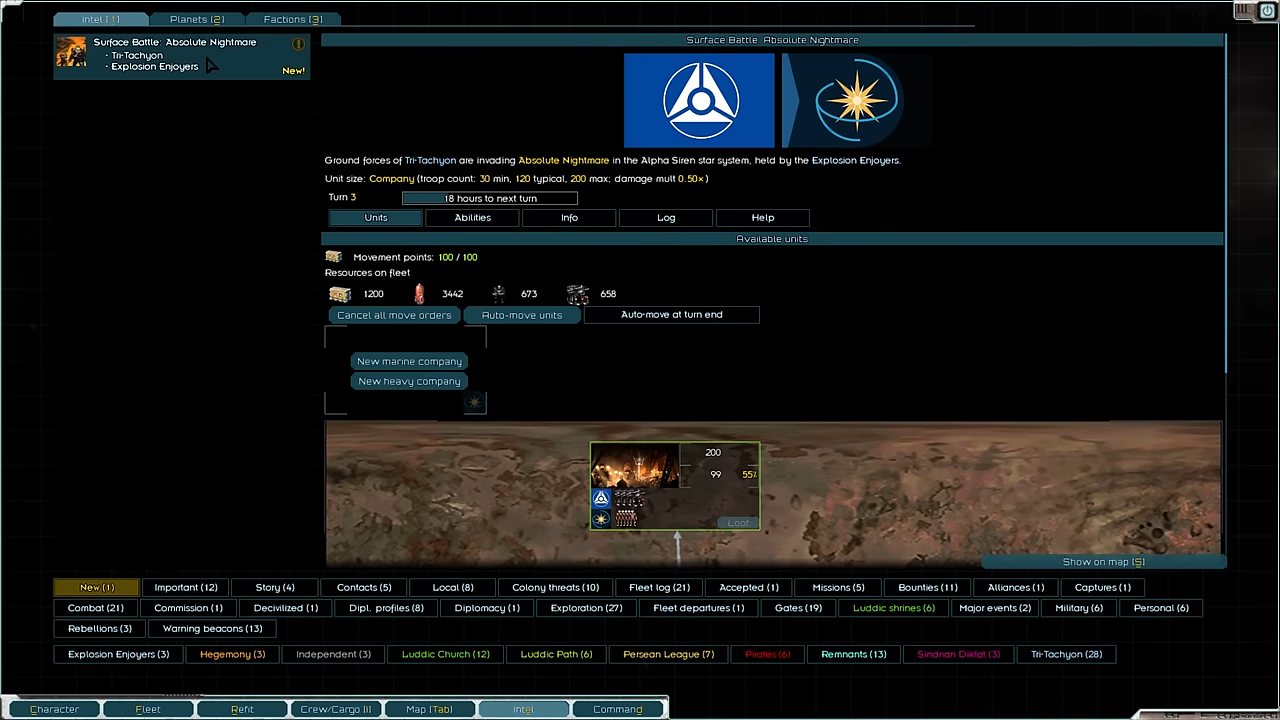 Intel [1] Planets [2] Factions [3]
Surface Battle: Absolute Nightmare
- Tri-Tachyon
- Explosion Enjoyers
New!
Surface Battle: Absolute Nightmare
Ground forces of Tri-Tachyon are invading Absolute Nightmare in the Alpha Siren star system, held by the Explosion Enjoyers.
Unit size: Company (troop count: 30 min, 120 typical, 200 max; damage mult 0.50×)
Turn 3 18 hours to next turn
Units Abilities Info Log Help
Available units
Movement points: 100 / 100
Resources on fleet
1200 3442 673 658
Cancel all move orders Auto-move units Auto-move at turn end
New marine company
New heavy company
200
99 55%
Loot
Show on map [S]
New (1) Important (12) Story (4) Contacts (5) Local (8) Colony threats (10) Fleet log (21) Accepted (1) Missions (5) Bounties (11) Alliances (1) Captures (1)
Combat (21) Commission (1) Decivilized (1) Dipl. profiles (8) Diplomacy (1) Exploration (27) Fleet departures (1) Gates (19) Luddic shrines (6) Major events (2) Military (6) Personal (6)
Rebellions (3) Warning beacons (13)
Explosion Enjoyers (3) Hegemony (3) Independent (3) Luddic Church (12) Luddic Path (6) Persean League (7) Pirates (6) Remnants (13) Sindrian Diktat (3) Tri-Tachyon (28)
Character Fleet Refit Crew/Cargo [I] Map [Tab] Intel Command